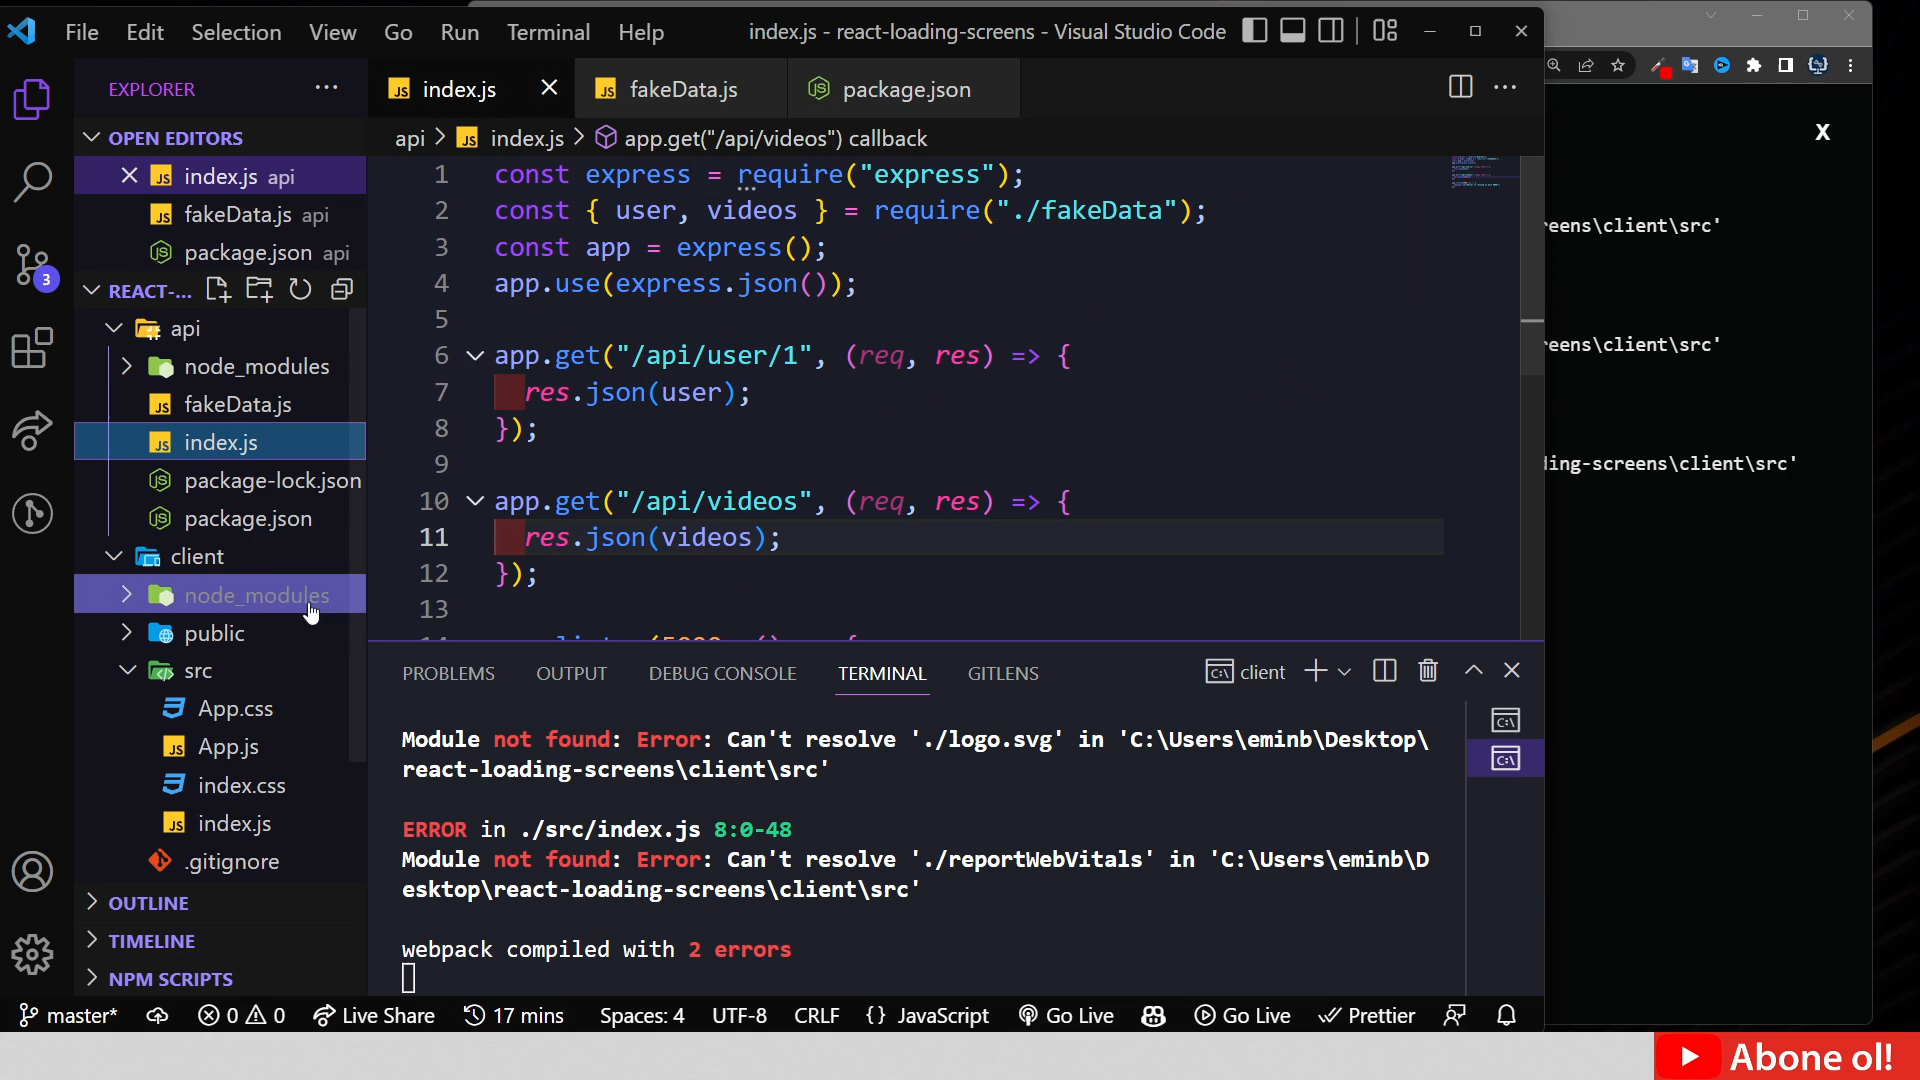 File Edit Selection View Go Run Terminal Help index.js - react-loading-screens - Visual Studio Code
EXPLORER
OPEN EDITORS
index.js api
fakeData.js api
package.json api
REACT-...
api
node_modules
fakeData.js
index.js
package-lock.json
package.json
client
node_modules
public
src
App.css
App.js
index.css
index.js
.gitignore
OUTLINE
TIMELINE
NPM SCRIPTS
index.js fakeData.js package.json
api > index.js > app.get("/api/videos") callback
1 const express = require("express");
2 const { user, videos } = require("./fakeData");
3 const app = express();
4 app.use(express.json());
5
6 app.get("/api/user/1", (req, res) => {
7 res.json(user);
8 });
9
10 app.get("/api/videos", (req, res) => {
11 res.json(videos);
12 });
13
PROBLEMS OUTPUT DEBUG CONSOLE TERMINAL GITLENS client
Module not found: Error: Can't resolve './logo.svg' in 'C:\Users\eminb\Desktop\
react-loading-screens\client\src'
ERROR in ./src/index.js 8:0-48
Module not found: Error: Can't resolve './reportWebVitals' in 'C:\Users\eminb\D
esktop\react-loading-screens\client\src'
webpack compiled with 2 errors
master* 0 0 Live Share 17 mins Spaces: 4 UTF-8 CRLF {} JavaScript Go Live Go Live Prettier
3
X
eens\client\src'
eens\client\src'
ing-screens\client\src'
Abone ol!